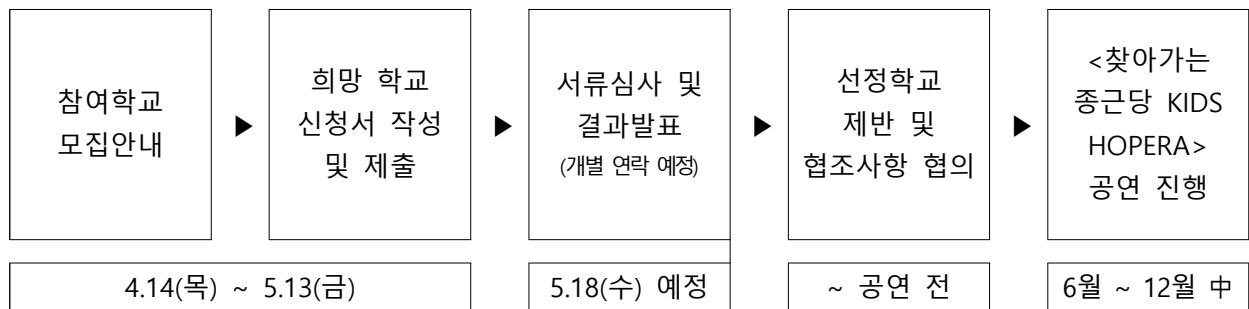 참여학교
모집안내
▶
희망 학교
신청서 작성
및 제출
▶
서류심사 및
결과발표
(개별 연락 예정)
▶
선정학교
제반 및
협조사항 협의
▶
<찾아가는
종근당 KIDS
HOPERA>
공연 진행
4.14(목) ~ 5.13(금)
5.18(수) 예정
~ 공연 전
6월 ~ 12월 中